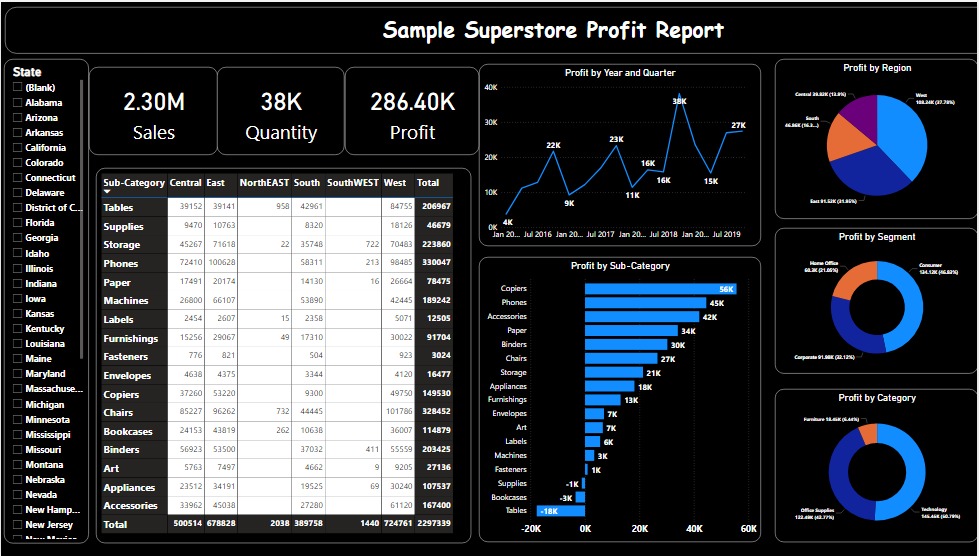 Sample Superstore Profit Report
State
(Blank)
Alabama
Arizona
Arkansas
California
Colorado
Connecticut
Delaware
District of C...
Florida
Georgia
Idaho
Illinois
Indiana
Iowa
Kansas
Kentucky
Louisiana
Maine
Maryland
Massachuse...
Michigan
Minnesota
Mississippi
Missouri
Montana
Nebraska
Nevada
New Hamp...
New Jersey
New Mexico
2.30M
Sales
38K
Quantity
286.40K
Profit
Sub-Category Central East NorthEAST South SouthWEST West Total
Tables 39152 39141 958 42961 84755 206967
Supplies 9470 10763 8320 18126 46679
Storage 45267 71618 22 35748 722 70483 223860
Phones 72410 100628 58311 213 98485 330047
Paper 17491 20174 14130 16 26664 78475
Machines 26800 66107 53890 42445 189242
Labels 2454 2607 15 2358 5071 12505
Furnishings 15256 29067 49 17310 30022 91704
Fasteners 776 821 504 923 3024
Envelopes 4638 4375 3344 4120 16477
Copiers 37260 53220 9300 49750 149530
Chairs 85227 96262 732 44445 101786 328452
Bookcases 24153 43819 262 10638 36007 114879
Binders 56923 53500 37032 411 55559 203425
Art 5763 7497 4662 9 9205 27136
Appliances 23512 34191 19525 69 30240 107537
Accessories 33962 45038 27280 61120 167400
Total 500514 678828 2038 389758 1440 724761 2297339
Profit by Year and Quarter
40K
30K
20K
10K
0K
4K
22K
9K
23K
11K
16K
16K
38K
15K
27K
Jan 20... Jul 2016 Jan 20... Jul 2017 Jan 20... Jul 2018 Jan 20... Jul 2019
Profit by Sub-Category
Copiers 56K
Phones 45K
Accessories 42K
Paper 34K
Binders 30K
Chairs 27K
Storage 21K
Appliances 18K
Furnishings 13K
Envelopes 7K
Art 7K
Labels 6K
Machines 3K
Fasteners 1K
Supplies -1K
Bookcases -3K
Tables -18K
-20K 0K 20K 40K 60K
Profit by Region
Central 39.82K (13.9%)
West
108.34K (37.78%)
South
46.86K (16.3...)
East 91.52K (31.95%)
Profit by Segment
Home Office
60.3K (21.05%)
Consumer
134.12K (46.83%)
Corporate 91.98K (32.12%)
Profit by Category
Furniture 18.46K (6.44%)
Office Supplies
122.49K (42.77%)
Technology
145.45K (50.79%)